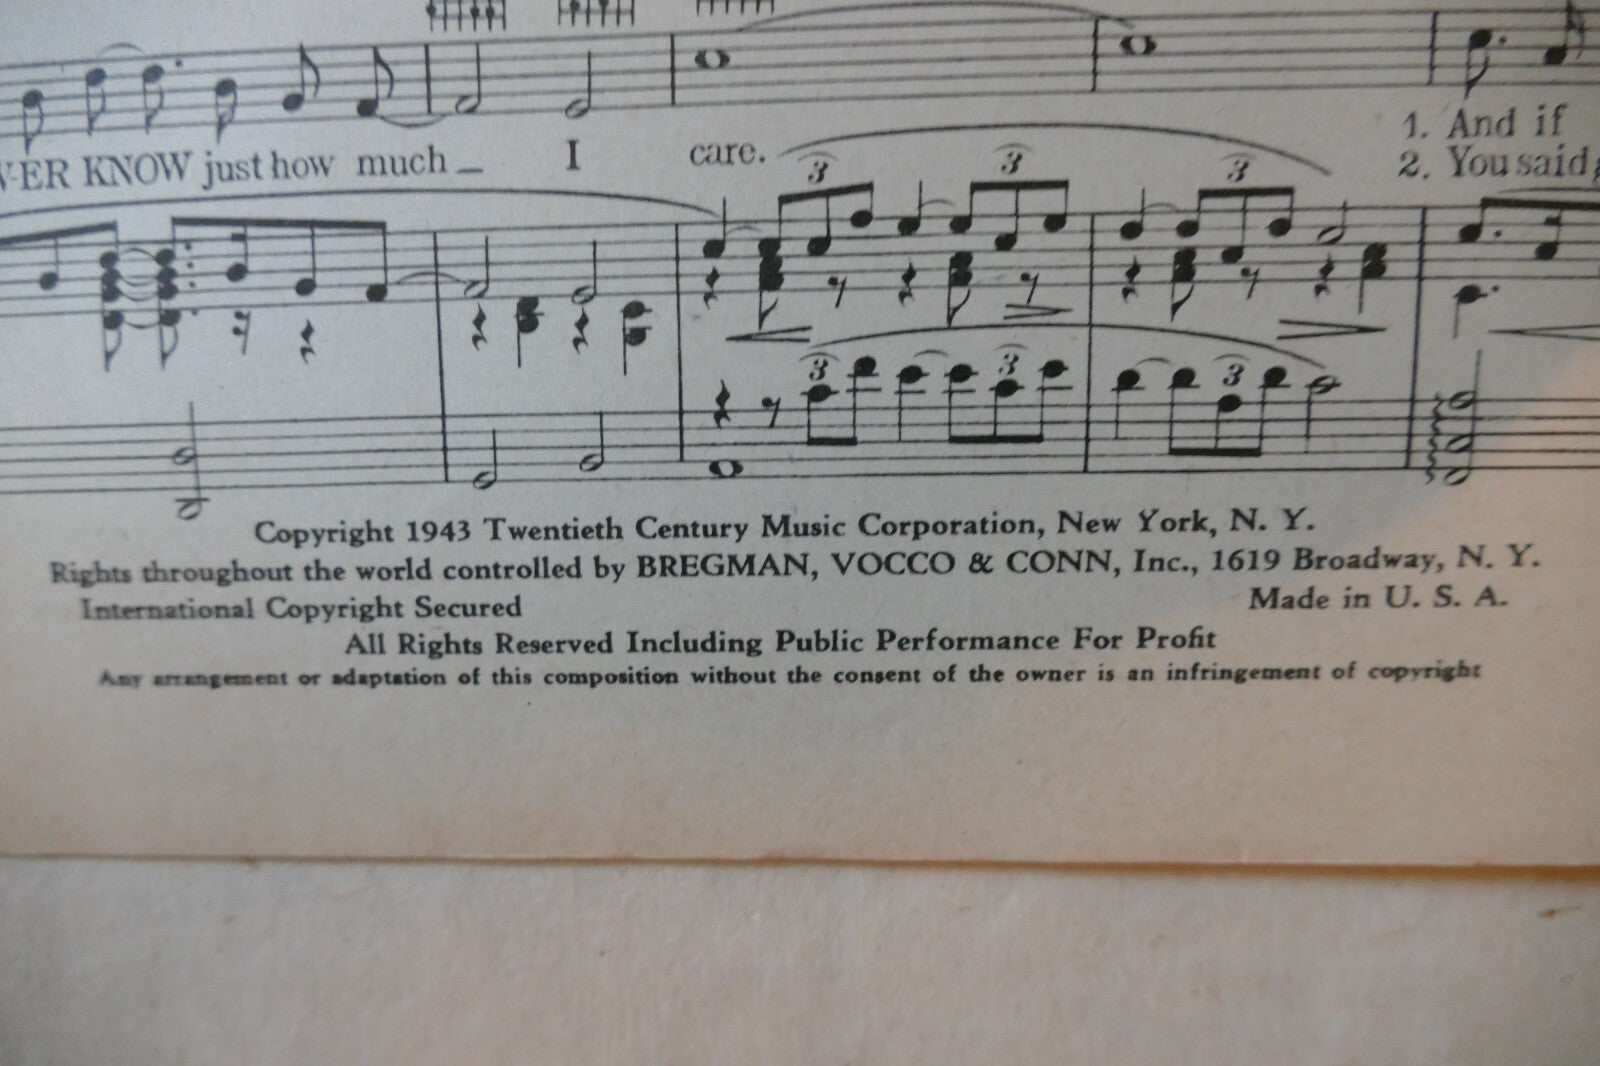 -ER KNOW just how much_ I care.
1. And if
2. You said,
3 3 3
3 3 3
Copyright 1943 Twentieth Century Music Corporation, New York, N. Y.
Rights throughout the world controlled by BREGMAN, VOCCO & CONN, Inc., 1619 Broadway, N. Y.
International Copyright Secured Made in U. S. A.
All Rights Reserved Including Public Performance For Profit
Any arrangement or adaptation of this composition without the consent of the owner is an infringement of copyright